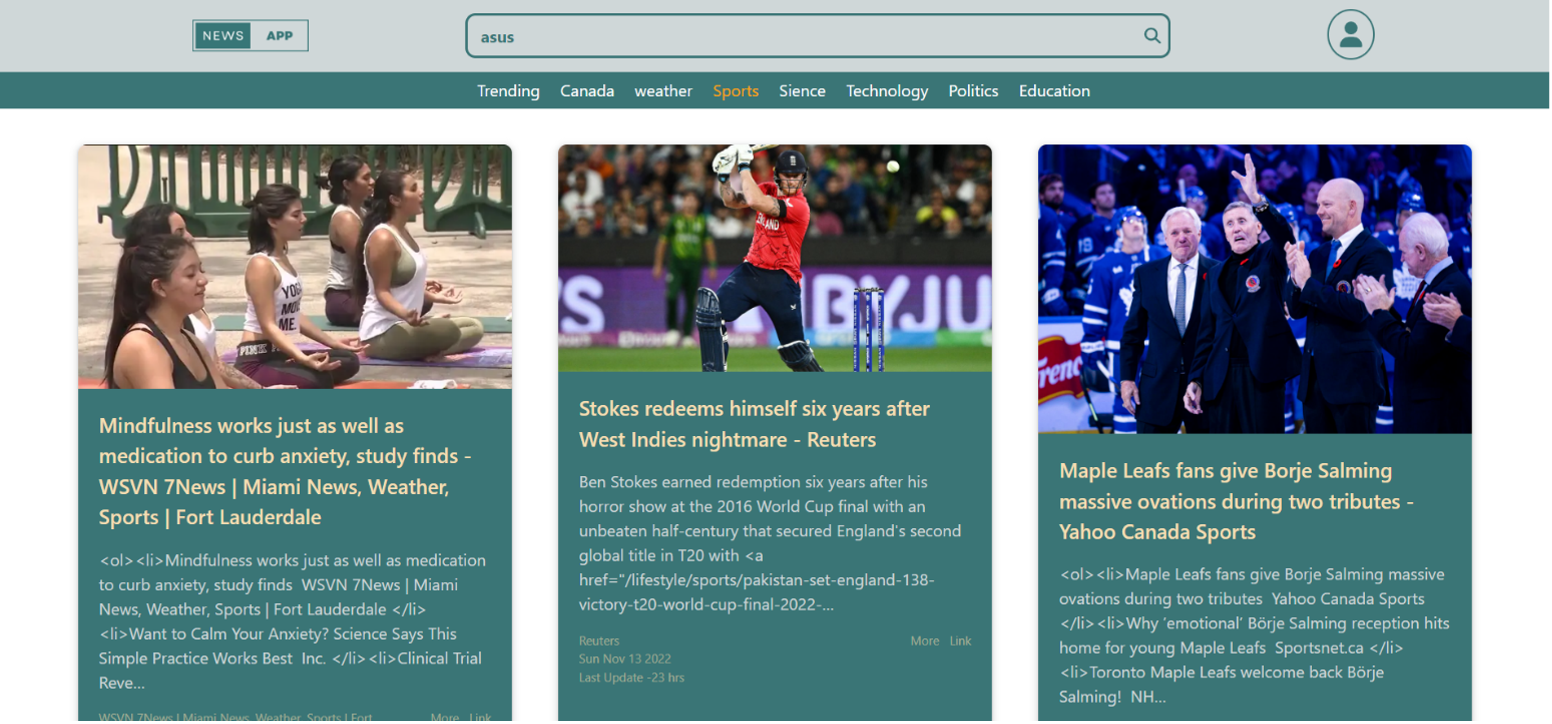 NEWS APP
asus
Trending Canada weather Sports Sience Technology Politics Education
YOGA
MO
ME.
PINK
Mindfulness works just as well as
medication to curb anxiety, study finds -
WSVN 7News | Miami News, Weather,
Sports | Fort Lauderdale
<ol><li>Mindfulness works just as well as medication
to curb anxiety, study finds  WSVN 7News | Miami
News, Weather, Sports | Fort Lauderdale </li>
<li>Want to Calm Your Anxiety? Science Says This
Simple Practice Works Best  Inc. </li><li>Clinical Trial
Reve...
WSVN 7News | Miami News, Weather, Sports | Fort
More Link
ENGLAND
S
BYJU
Stokes redeems himself six years after
West Indies nightmare - Reuters
Ben Stokes earned redemption six years after his
horror show at the 2016 World Cup final with an
unbeaten half-century that secured England's second
global title in T20 with <a
href="/lifestyle/sports/pakistan-set-england-138-
victory-t20-world-cup-final-2022-...
Reuters
More Link
Sun Nov 13 2022
Last Update -23 hrs
19
Frenc
Maple Leafs fans give Borje Salming
massive ovations during two tributes -
Yahoo Canada Sports
<ol><li>Maple Leafs fans give Borje Salming massive
ovations during two tributes  Yahoo Canada Sports
</li><li>Why ‘emotional’ Börje Salming reception hits
home for young Maple Leafs  Sportsnet.ca </li>
<li>Toronto Maple Leafs welcome back Börje
Salming!  NH...